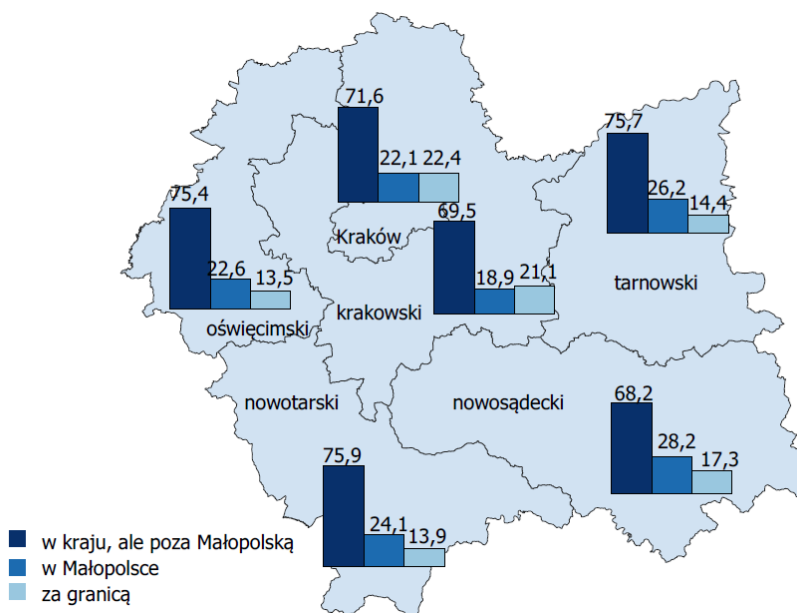 71,6
22,1 22,4
Kraków
75,7
26,2
14,4
tarnowski
75,4
22,6
13,5
oświęcimski
69,5
18,9
21,1
krakowski
nowotarski
75,9
24,1
13,9
nowosądecki
68,2
28,2
17,3
w kraju, ale poza Małopolską
w Małopolsce
za granicą